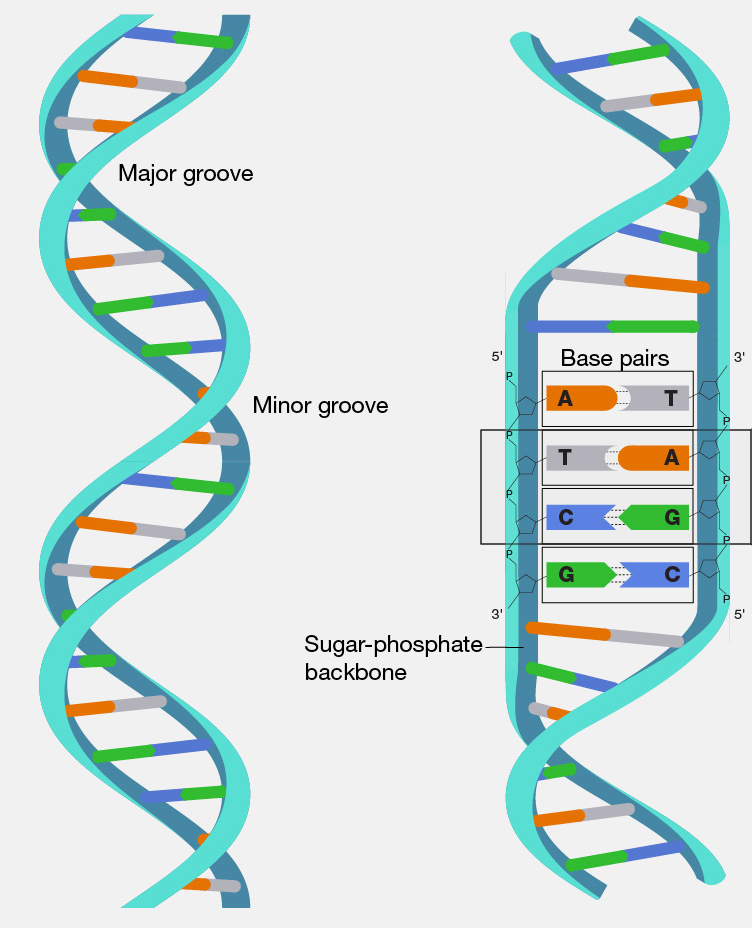 Major groove
Minor groove
5'
Base pairs
3'
P
A T
P
P
T A
P
P
C G
P
P
G C
P
3'
5'
Sugar-phosphate
backbone